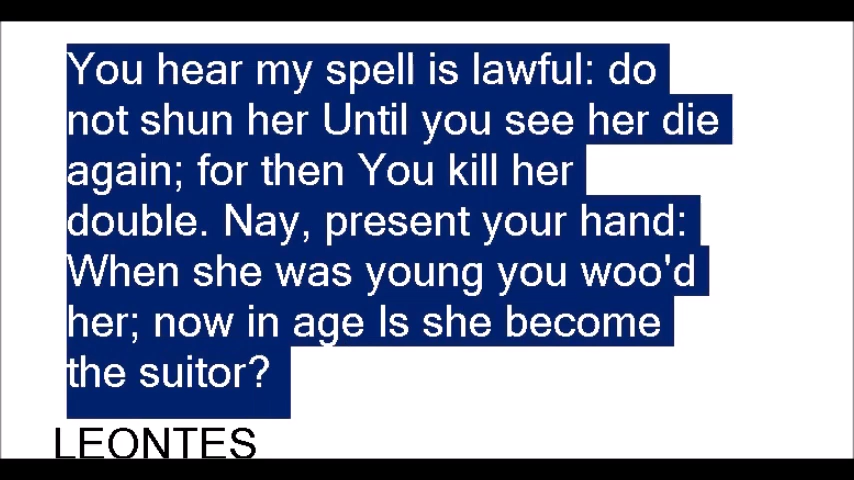 You hear my spell is lawful: do
not shun her Until you see her die
again; for then You kill her
double. Nay, present your hand:
When she was young you woo'd
her; now in age Is she become
the suitor?
LEONTES